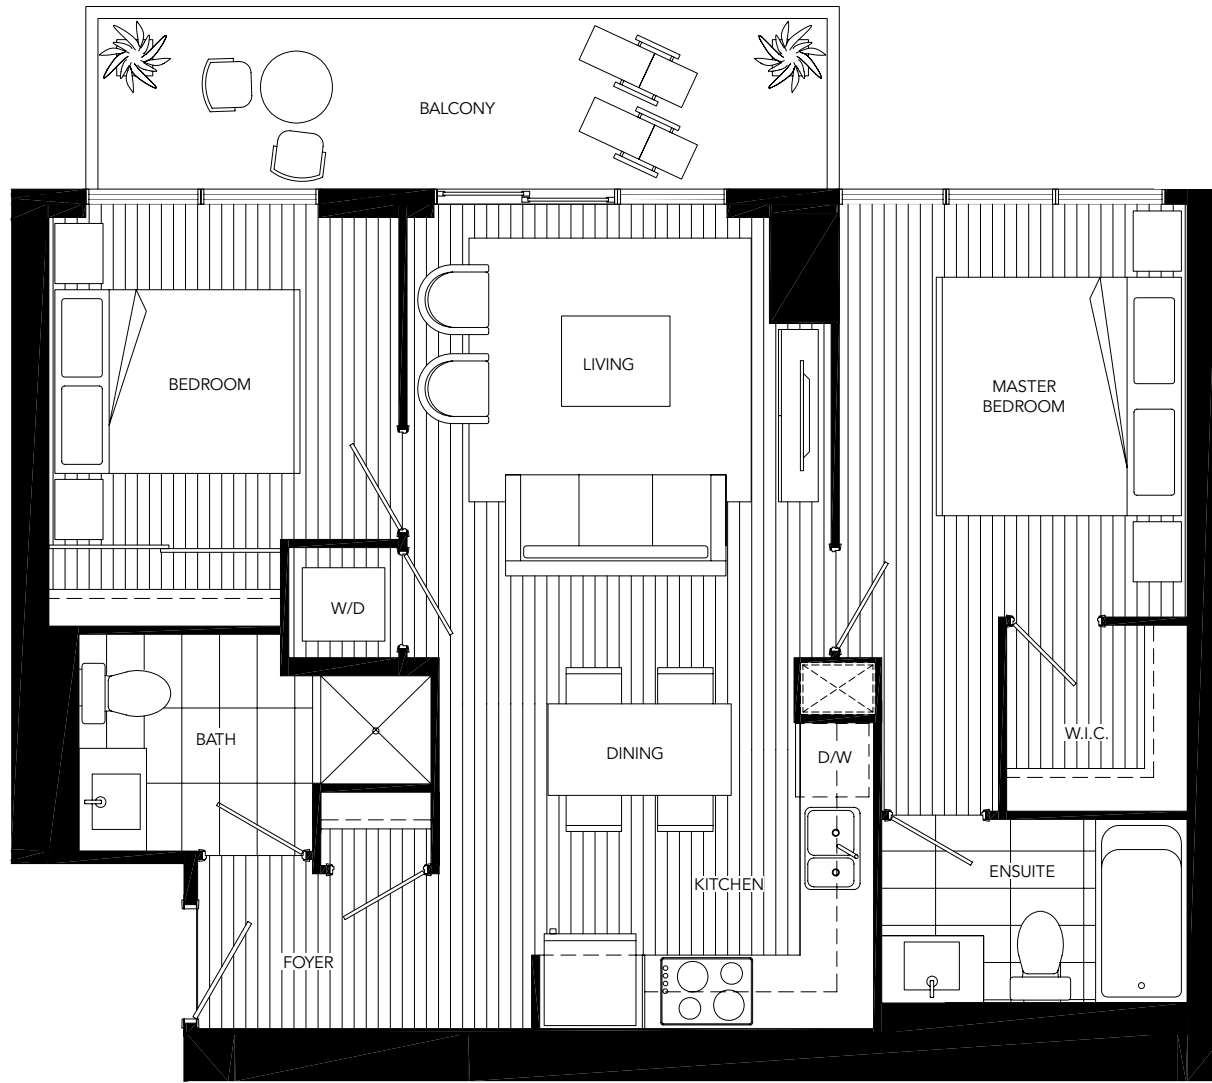 BALCONY
BEDROOM
LIVING
MASTER
BEDROOM
W/D
BATH
DINING
D/W
W.I.C.
KITCHEN
ENSUITE
FOYER